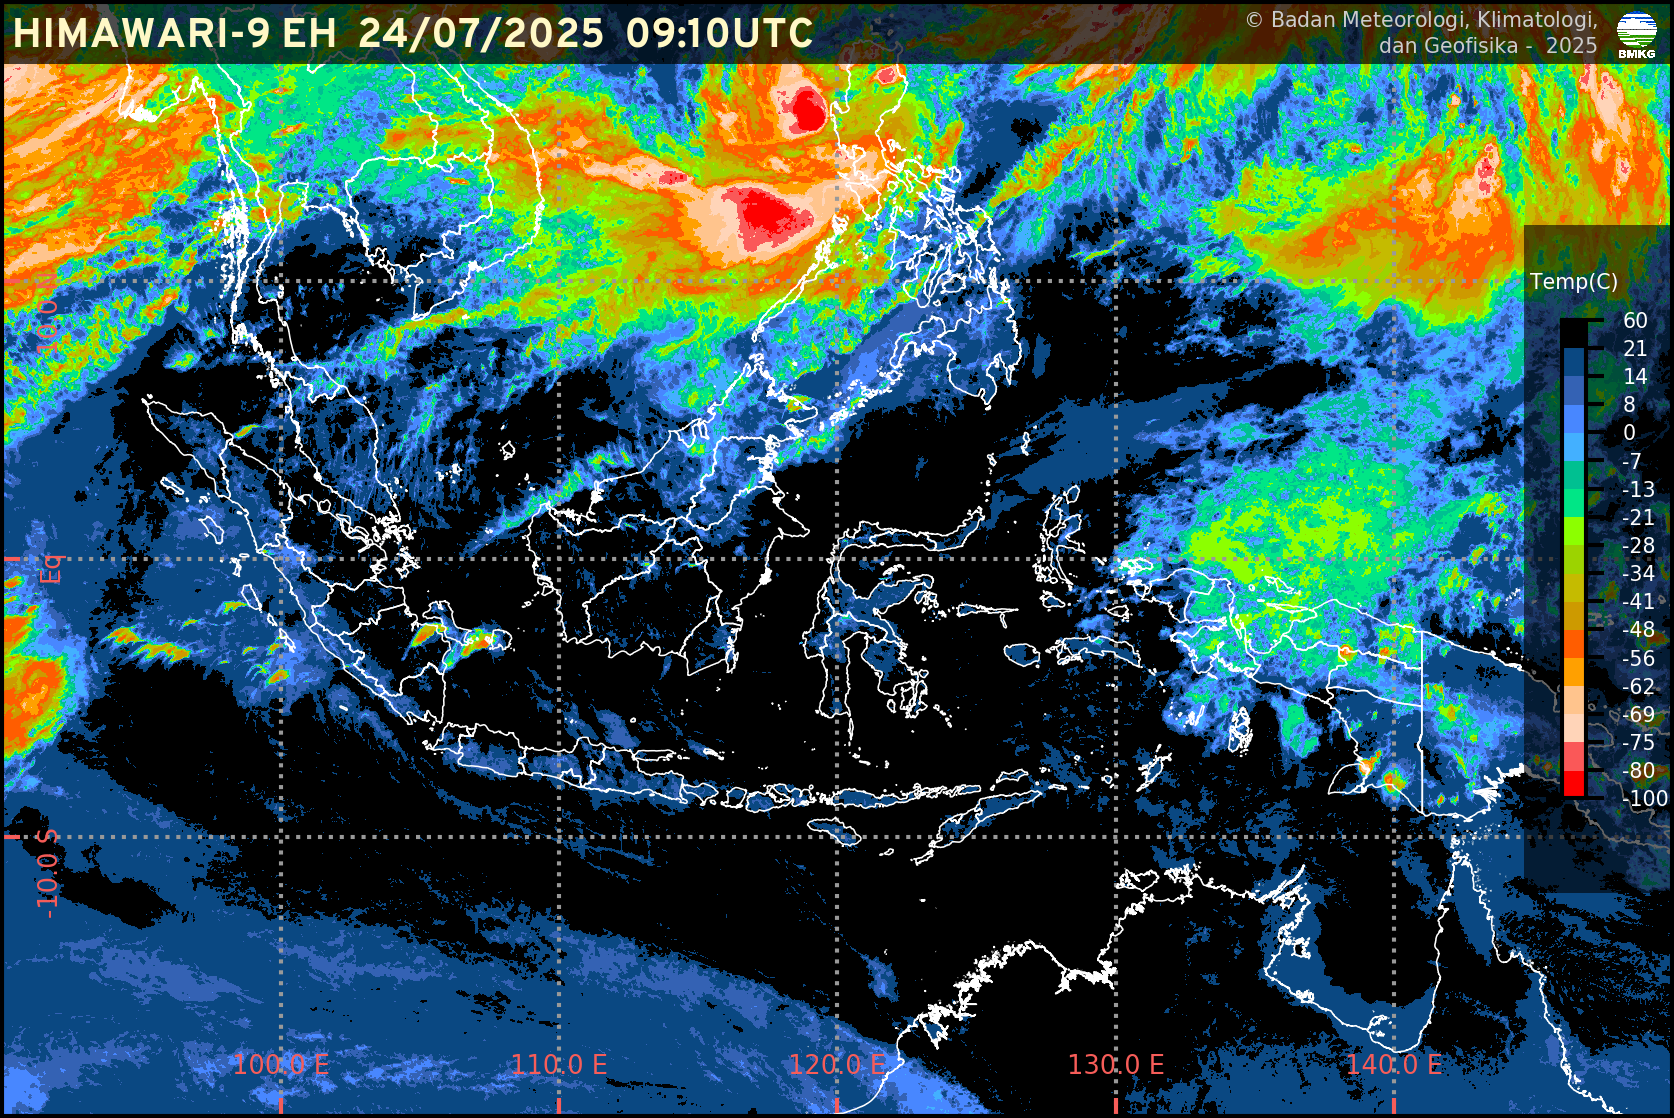 HIMAWARI-9 EH 24/07/2025 09:10UTC
© Badan Meteorologi, Klimatologi,
dan Geofisika - 2025
BMKG
Temp(C)
60
21
14
8
0
-7
-13
-21
-28
-34
-41
-48
-56
-62
-69
-75
-80
-100
10.0 N
Eq
-10.0 S
100.0 E
110.0 E
120.0 E
130.0 E
140.0 E